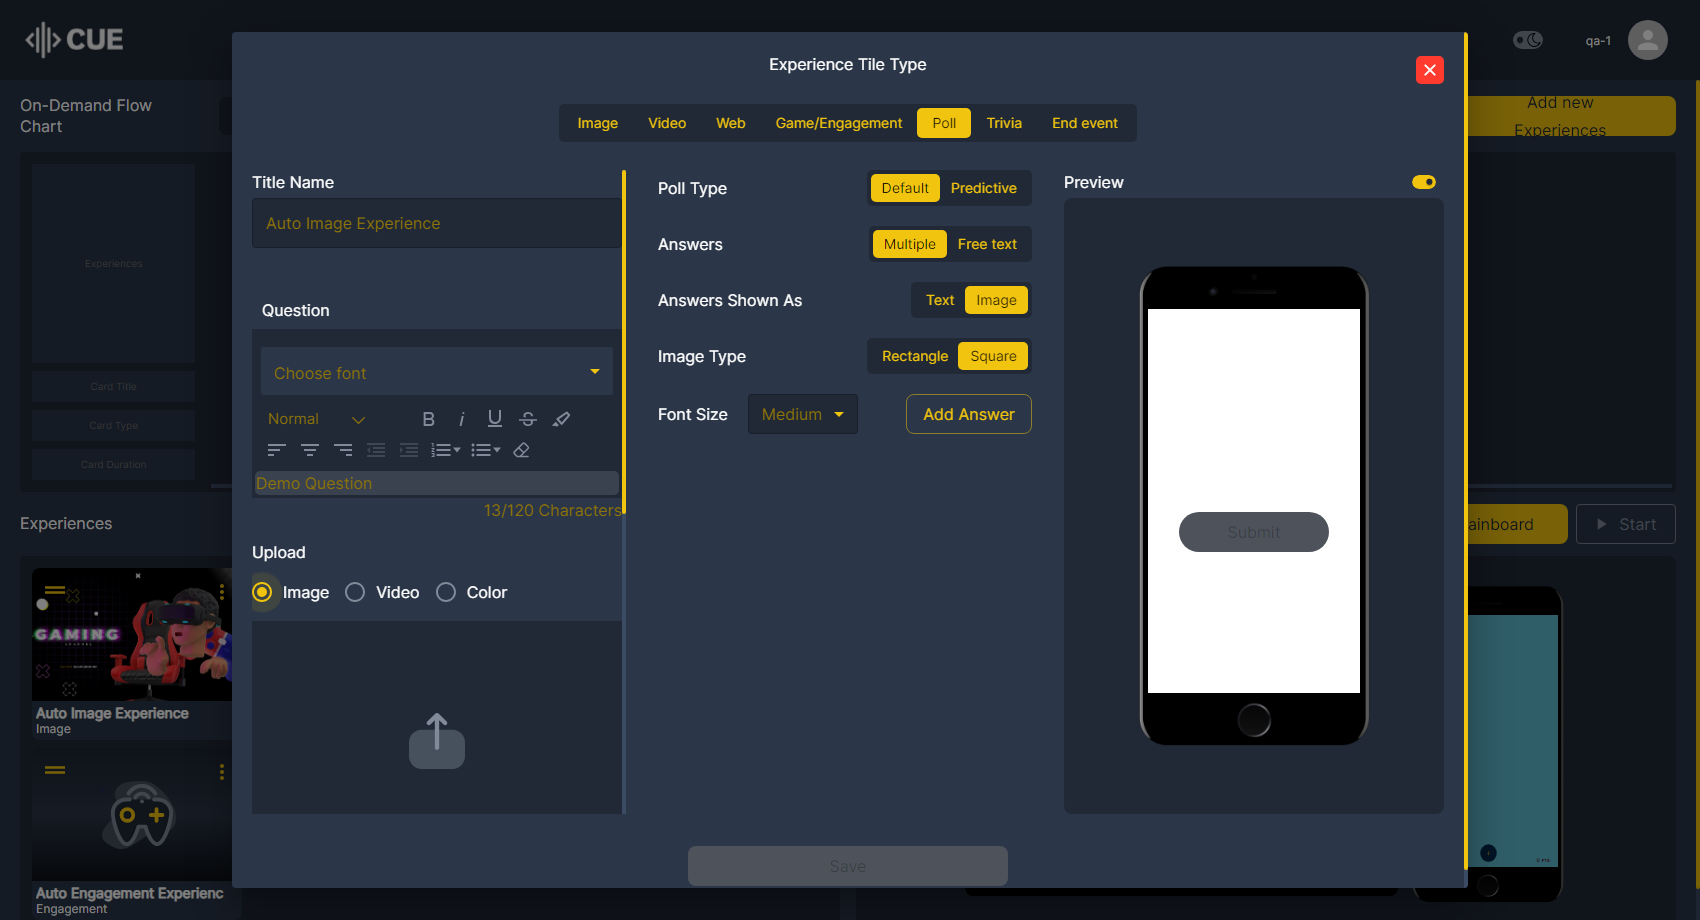 CUE
qa-1
On-Demand Flow
Chart
Add new
Experiences
Experiences
Card Title
Card Type
Card Duration
Experience Tile Type
Image
Video
Web
Game/Engagement
Poll
Trivia
End event
Title Name
Auto Image Experience
Question
Choose font
Normal
Demo Question
13/120 Characters
Upload
Image
Video
Color
Poll Type
Default
Predictive
Answers
Multiple
Free text
Answers Shown As
Text
Image
Image Type
Rectangle
Square
Font Size
Medium
Add Answer
Preview
Submit
Save
Experiences
ainboard
Start
GAMING
Auto Image Experience
Image
Auto Engagement Experienc
Engagement